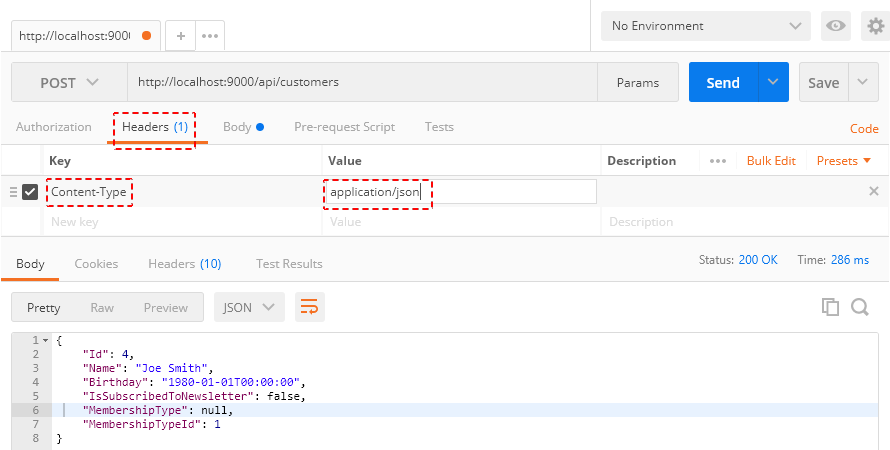 http://localhost:900 No Environment
POST http://localhost:9000/api/customers Params Send Save
Authorization Headers (1) Body Pre-request Script Tests Code
Key Value Description Bulk Edit Presets
Content-Type application/json
New key Value Description
Body Cookies Headers (10) Test Results Status: 200 OK Time: 286 ms
Pretty Raw Preview JSON
1 {
2 "Id": 4,
3 "Name": "Joe Smith",
4 "Birthday": "1980-01-01T00:00:00",
5 "IsSubscribedToNewsletter": false,
6 "MembershipType": null,
7 "MembershipTypeId": 1
8 }